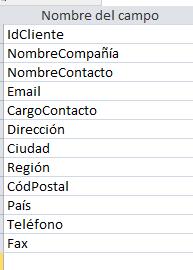 Nombre del campo
IdCliente
NombreCompañía
NombreContacto
Email
CargoContacto
Dirección
Ciudad
Región
CódPostal
País
Teléfono
Fax